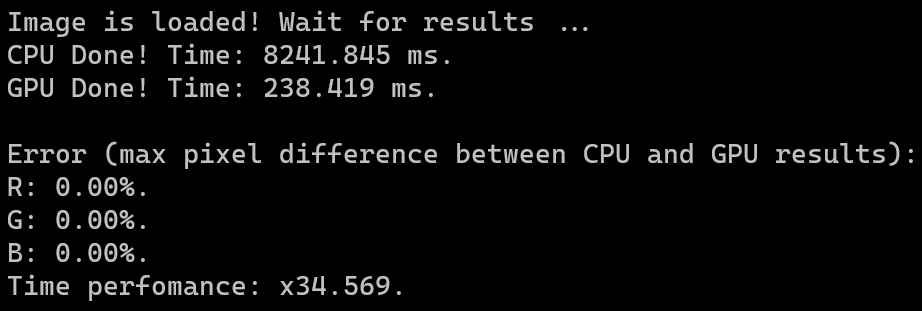 Image is loaded! Wait for results ...
CPU Done! Time: 8241.845 ms.
GPU Done! Time: 238.419 ms.
Error (max pixel difference between CPU and GPU results):
R: 0.00%.
G: 0.00%.
B: 0.00%.
Time perfomance: x34.569.